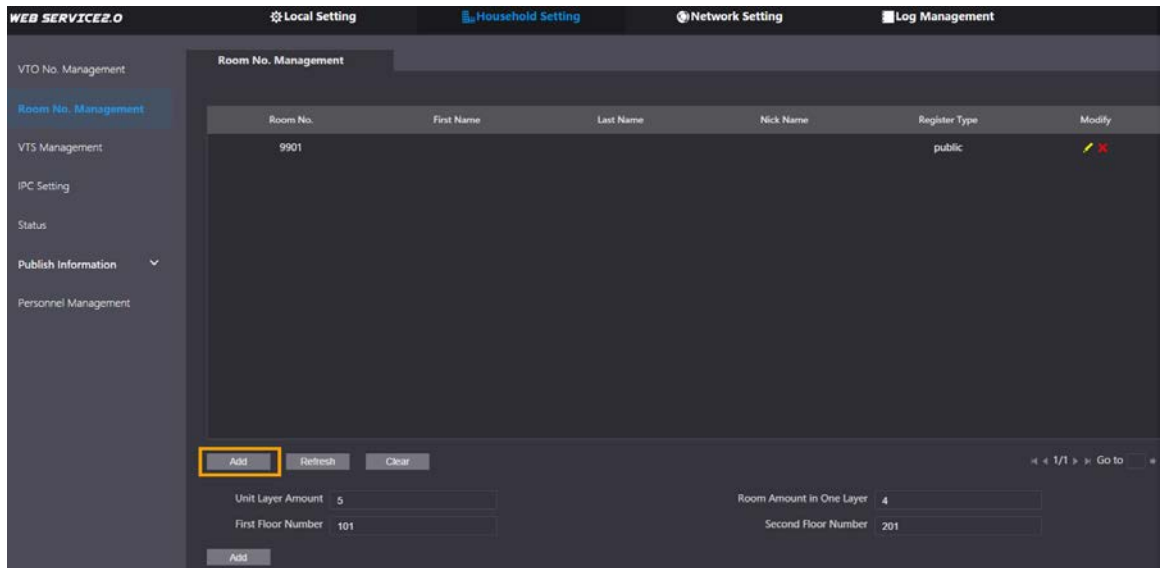 WEB SERVICE2.0 Local Setting Household Setting Network Setting Log Management
VTO No. Management
Room No. Management
VTS Management
IPC Setting
Status
Publish Information
Personnel Management
Room No. Management
Room No. First Name Last Name Nick Name Register Type Modify
9901 public
Add Refresh Clear 1/1 Go to
Unit Layer Amount 5 Room Amount in One Layer 4
First Floor Number 101 Second Floor Number 201
Add